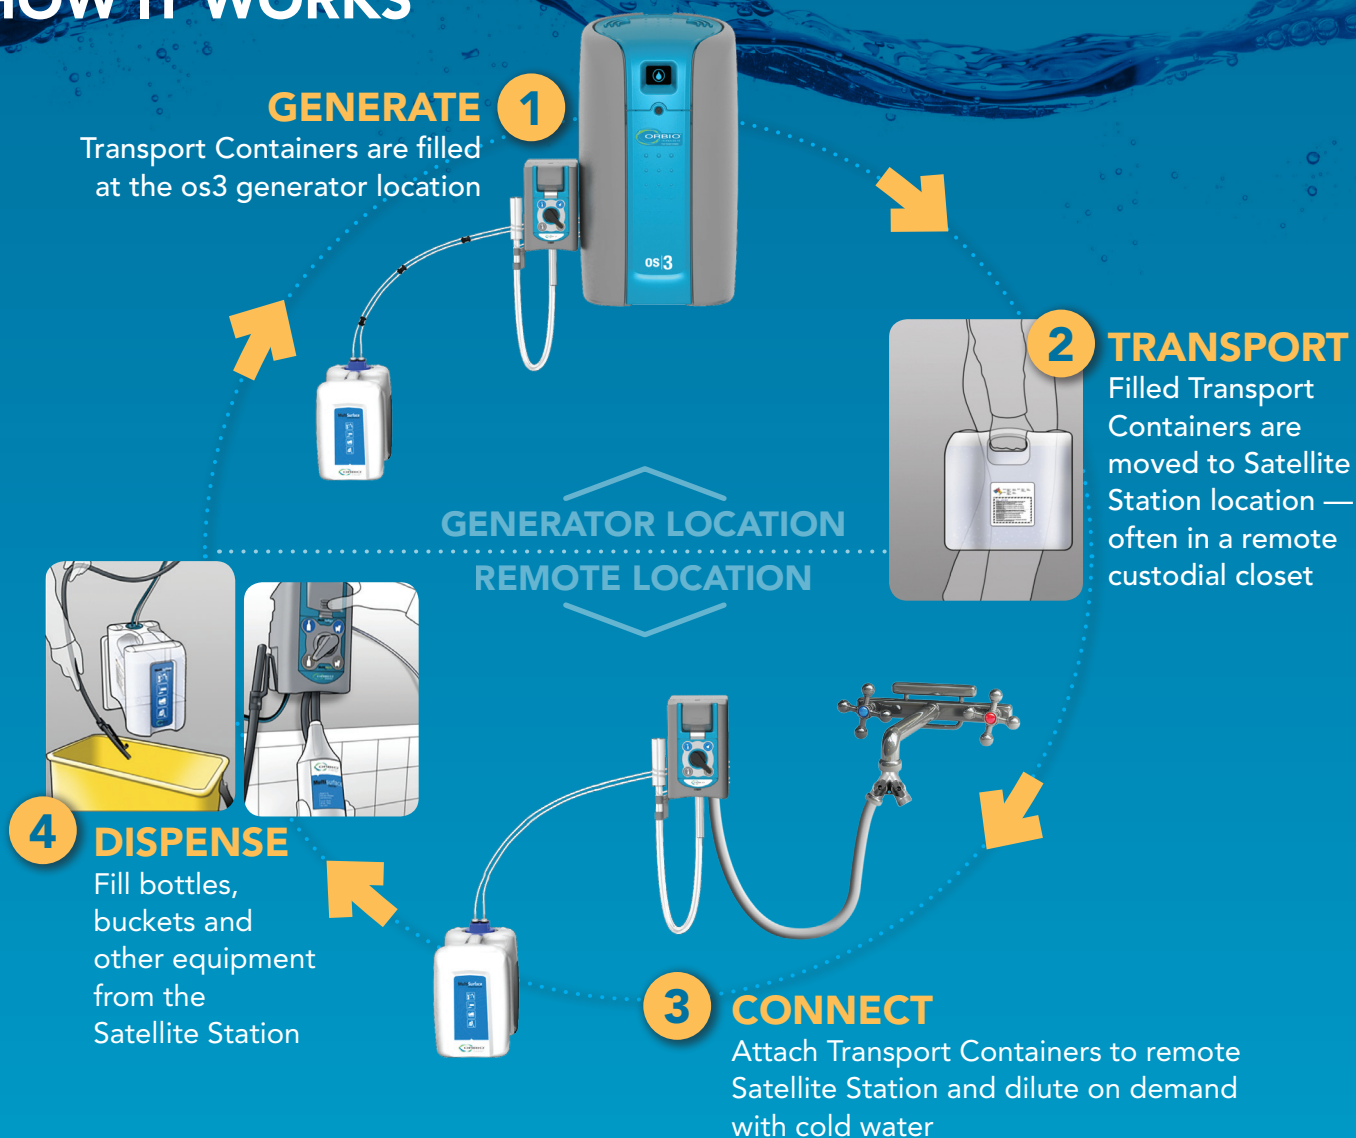 HOW IT WORKS
GENERATE 1
Transport Containers are filled
at the os3 generator location
ORBIO
os|3
2 TRANSPORT
Filled Transport
Containers are
moved to Satellite
Station location —
often in a remote
custodial closet
GENERATOR LOCATION
REMOTE LOCATION
4 DISPENSE
Fill bottles,
buckets and
other equipment
from the
Satellite Station
3 CONNECT
Attach Transport Containers to remote
Satellite Station and dilute on demand
with cold water